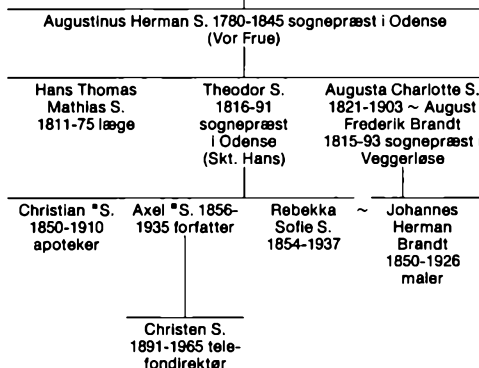 Augustinus Herman S. 1780-1845 sognepræst i Odense
(Vor Frue)
Hans Thomas
Mathias S.
1811-75 læge
Theodor S.
1816-91
sognepræst
i Odense
(Skt. Hans)
Augusta Charlotte S.
1821-1903 ~ August
Frederik Brandt
1815-93 sognepræst i
Veggerløse
Christian *S.
1850-1910
apoteker
Axel *S. 1856-
1935 forfatter
Rebekka
Sofie S.
1854-1937
~
Johannes
Herman
Brandt
1850-1926
maler
Christen S.
1891-1965 tele-
fondirektør